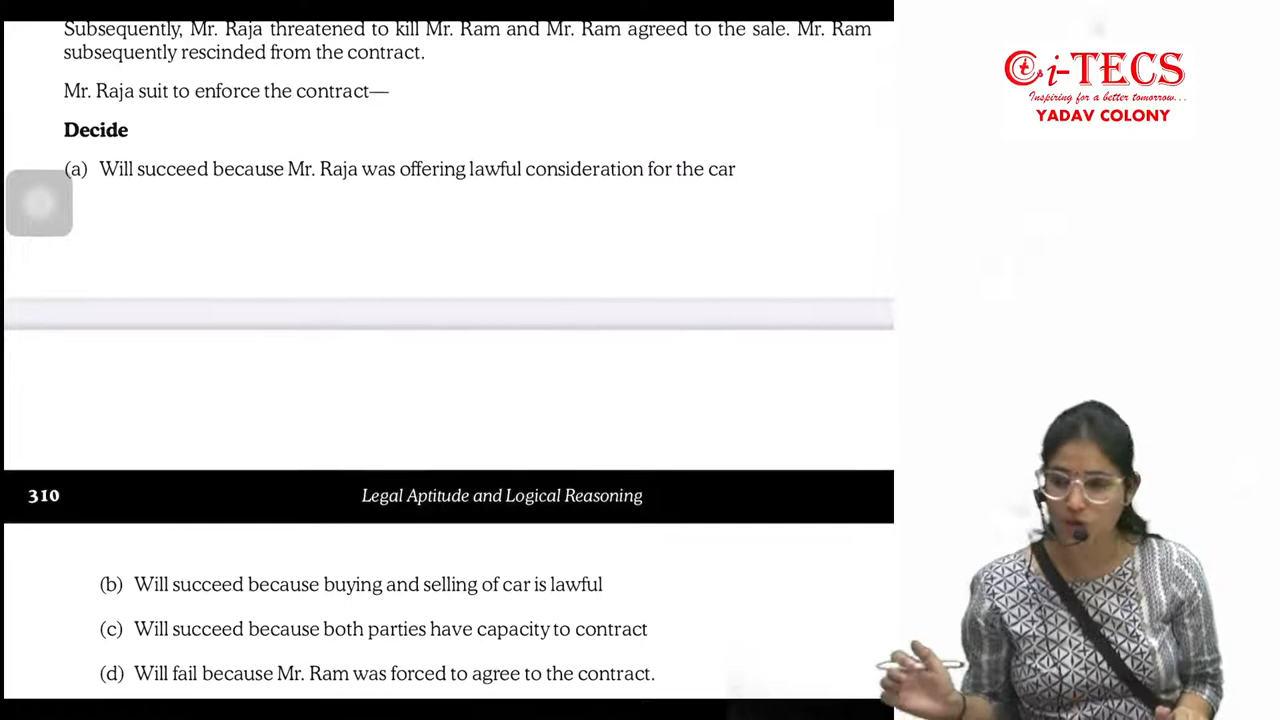 Subsequently, Mr. Raja threatened to kill Mr. Ram and Mr. Ram agreed to the sale. Mr. Ram
subsequently rescinded from the contract.
Mr. Raja suit to enforce the contract—
Decide
(a) Will succeed because Mr. Raja was offering lawful consideration for the car
310
Legal Aptitude and Logical Reasoning
(b) Will succeed because buying and selling of car is lawful
(c) Will succeed because both parties have capacity to contract
(d) Will fail because Mr. Ram was forced to agree to the contract.
i-TECS
Inspiring for a better tomorrow...
YADAV COLONY